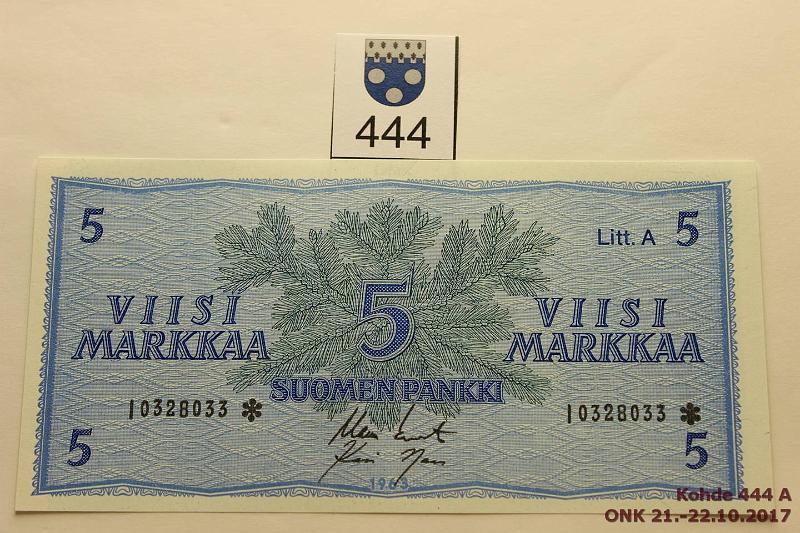 444
5
Litt. A 5
5
VIISI
MARKKAA
VIISI
MARKKAA
SUOMEN PANKKI
I0328033 *
I0328033 *
5
5
1963
Kohde 444 A
ONK 21.-22.10.2017